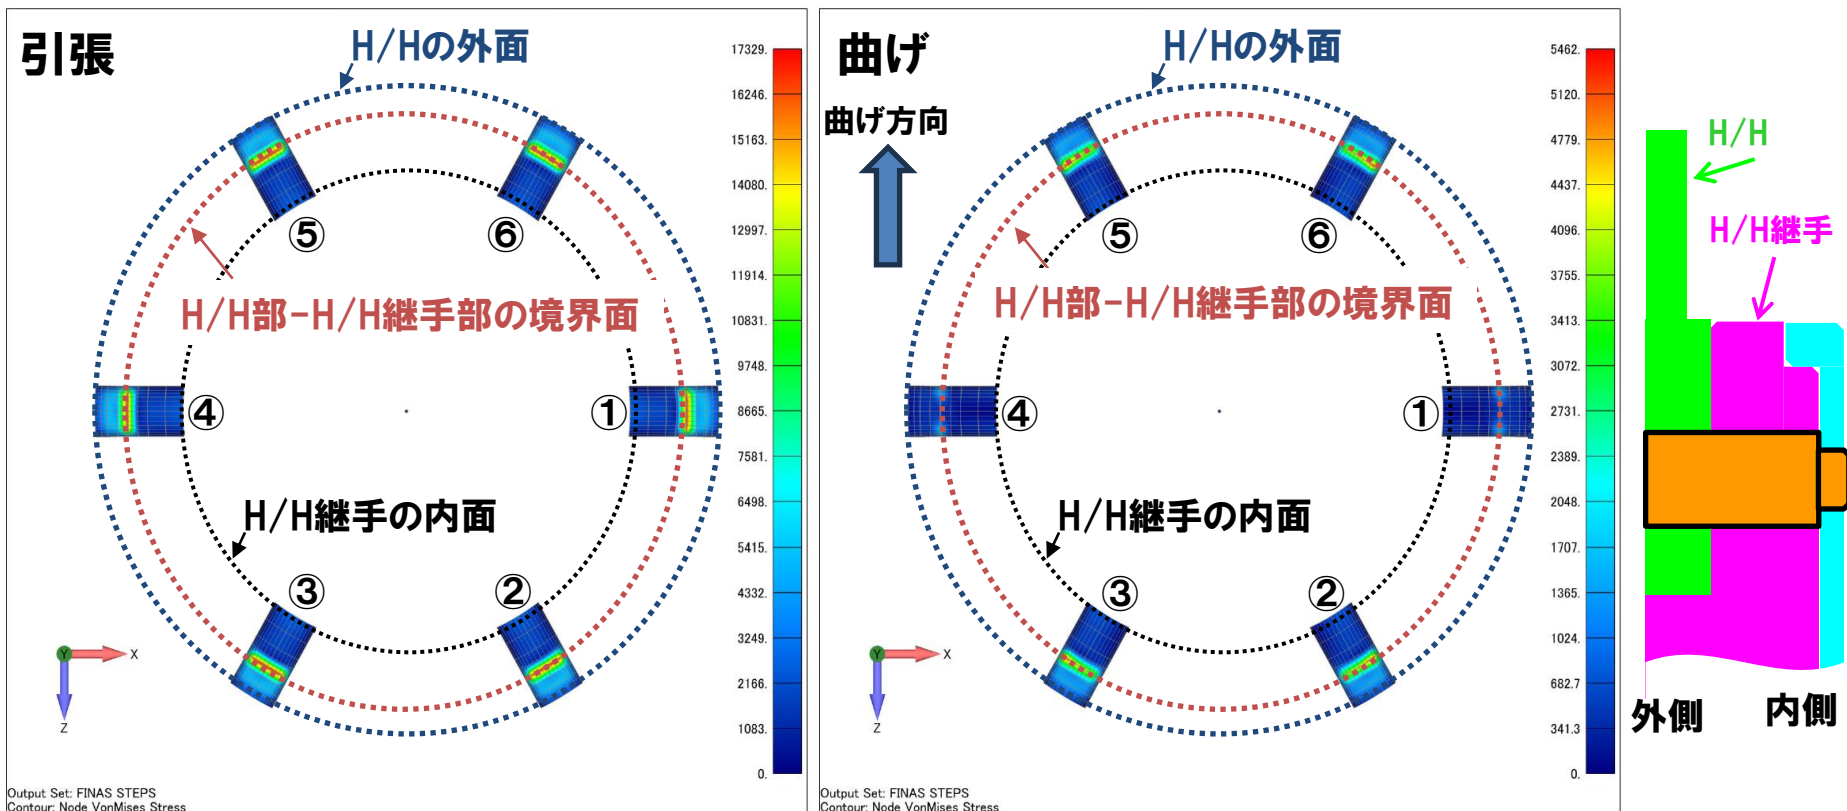 引張
H/Hの外面
17329.
16246.
15163.
14080.
12997.
11914.
10831.
9748.
8665.
7581.
6498.
5415.
4332.
3249.
2166.
1083.
0.
⑤
⑥
H/H部-H/H継手部の境界面
④
①
H/H継手の内面
③
②
Y
X
Z
Output Set: FINAS STEPS
Contour: Node VonMises Stress
曲げ
曲げ方向
H/Hの外面
5462.
5120.
4779.
4437.
4096.
3755.
3413.
3072.
2731.
2389.
2048.
1707.
1365.
1024.
682.7
341.3
0.
⑤
⑥
H/H部-H/H継手部の境界面
④
①
H/H継手の内面
③
②
Y
X
Z
Output Set: FINAS STEPS
Contour: Node VonMises Stress
H/H
H/H継手
外側
内側